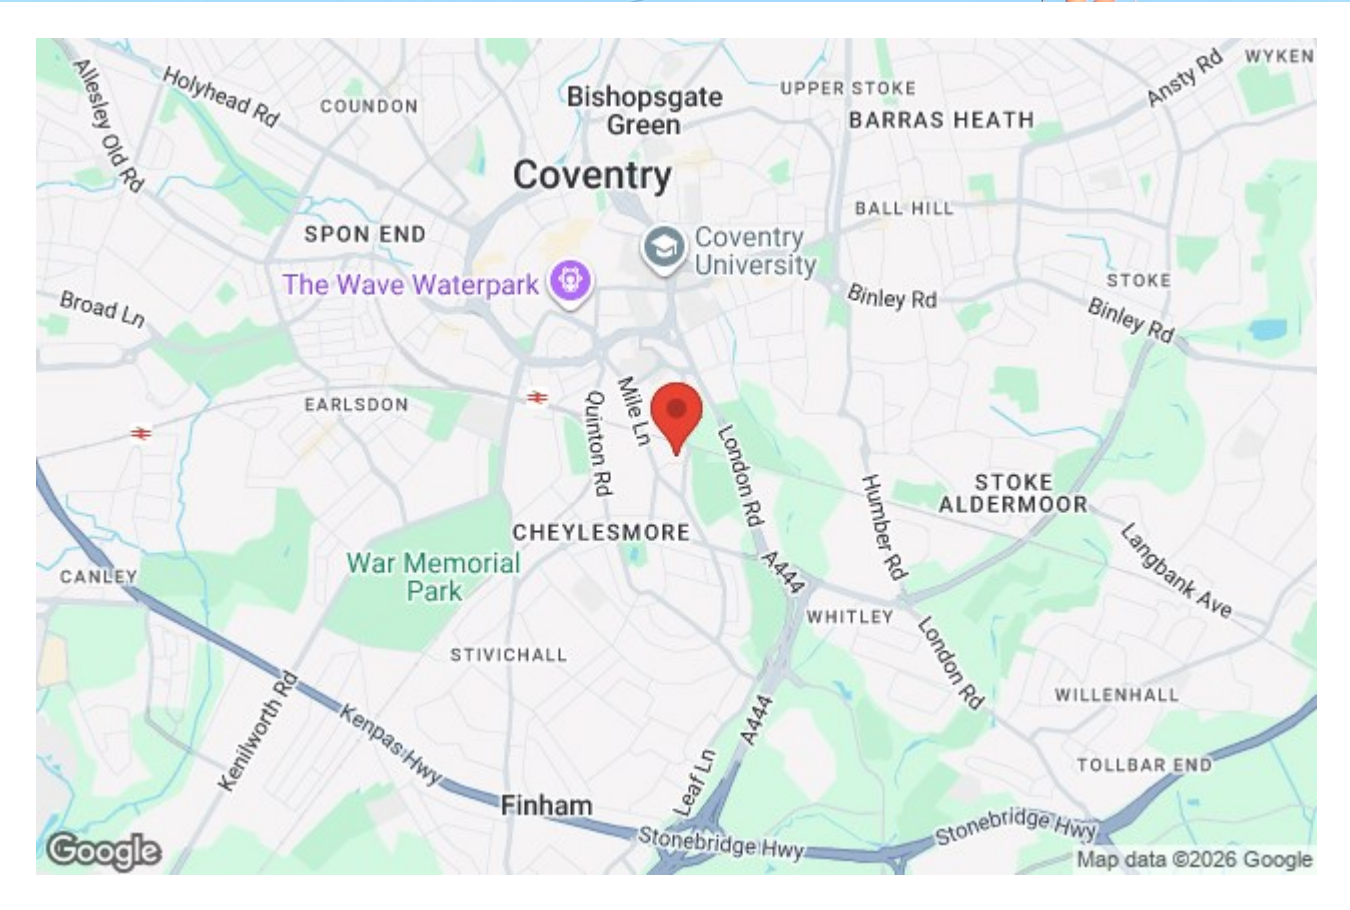 WYKEN
Ansty Rd
Holyhead Rd
Allesley Old Rd
COUNDON
Bishopsgate
Green
UPPER STOKE
BARRAS HEATH
Coventry
BALL HILL
SPON END
Coventry
University
The Wave Waterpark
STOKE
Broad Ln
Binley Rd
Binley Rd
EARLSDON
Mile Ln
Quinton Rd
London Rd
STOKE
ALDERMOOR
Humber Rd
CHEYLESMORE
War Memorial
Park
A444
Langbank Ave
CANLEY
WHITLEY
London Rd
STIVICHALL
WILLENHALL
Kenilworth Rd
Kenpas Hwy
A444
TOLLBAR END
Leaf Ln
Finham
Stonebridge Hwy
Stonebridge Hwy
Google
Map data ©2026 Google